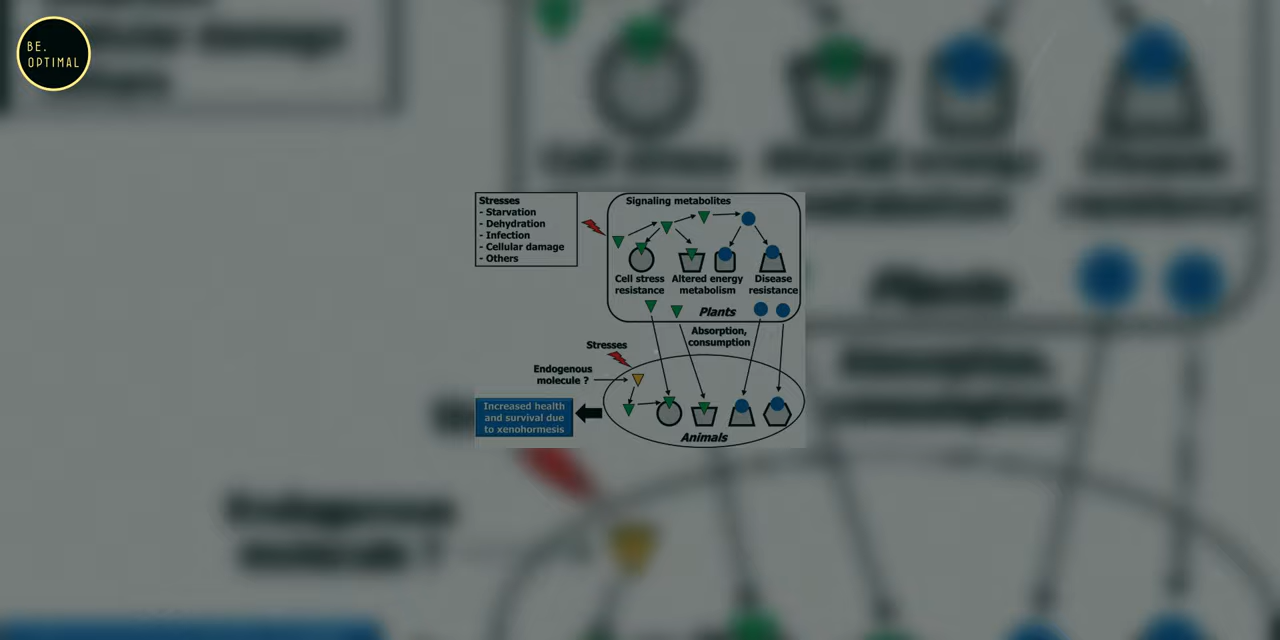 BE.
OPTIMAL
Stresses
- Starvation
- Dehydration
- Infection
- Cellular damage
- Others
Signaling metabolites
Cell stress
resistance
Altered energy
metabolism
Disease
resistance
Plants
Absorption,
consumption
Stresses
Endogenous
molecule ?
Increased health
and survival due
to xenohormesis
Animals